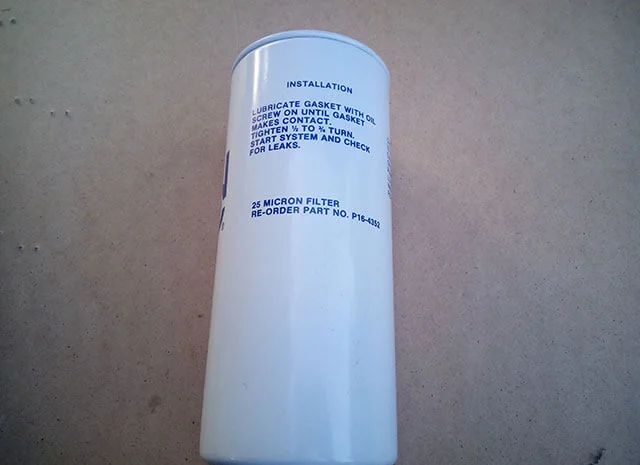 INSTALLATION
LUBRICATE GASKET WITH OIL
SCREW ON UNTIL GASKET
MAKES CONTACT.
TIGHTEN ½ TO ¾ TURN.
START SYSTEM AND CHECK
FOR LEAKS.
25 MICRON FILTER
RE-ORDER PART NO. P16-4352